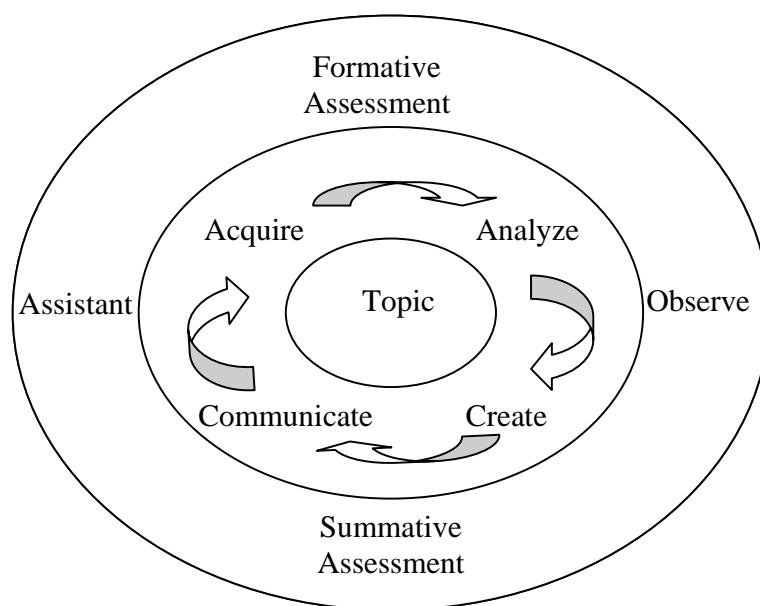 Formative
Assessment
Acquire
Analyze
Assistant
Topic
Observe
Communicate
Create
Summative
Assessment